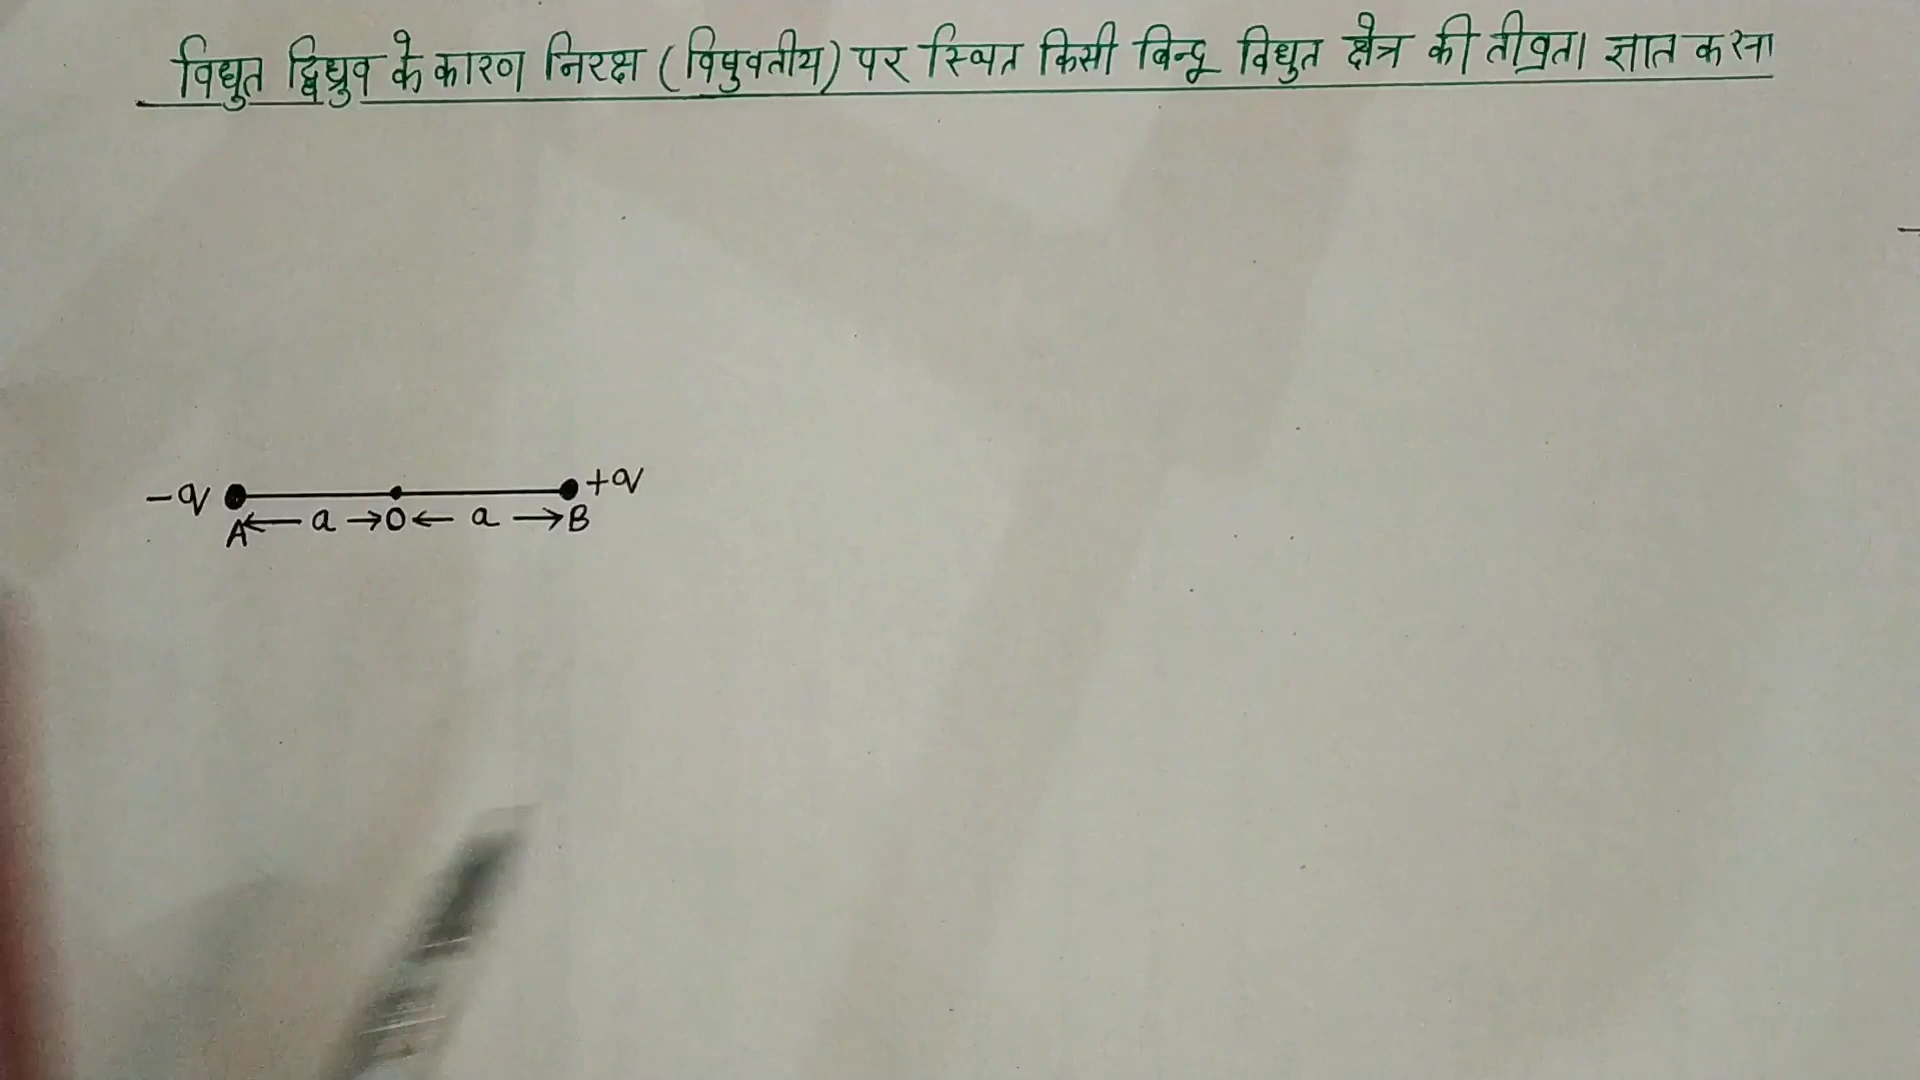 विधुत द्विध्रुव के कारण निरक्ष (विषुवतीय) पर स्थित किसी बिन्दू विधुत क्षेत्र की तीव्रता ज्ञात करना
-q +q
A ← a → O ← a → B